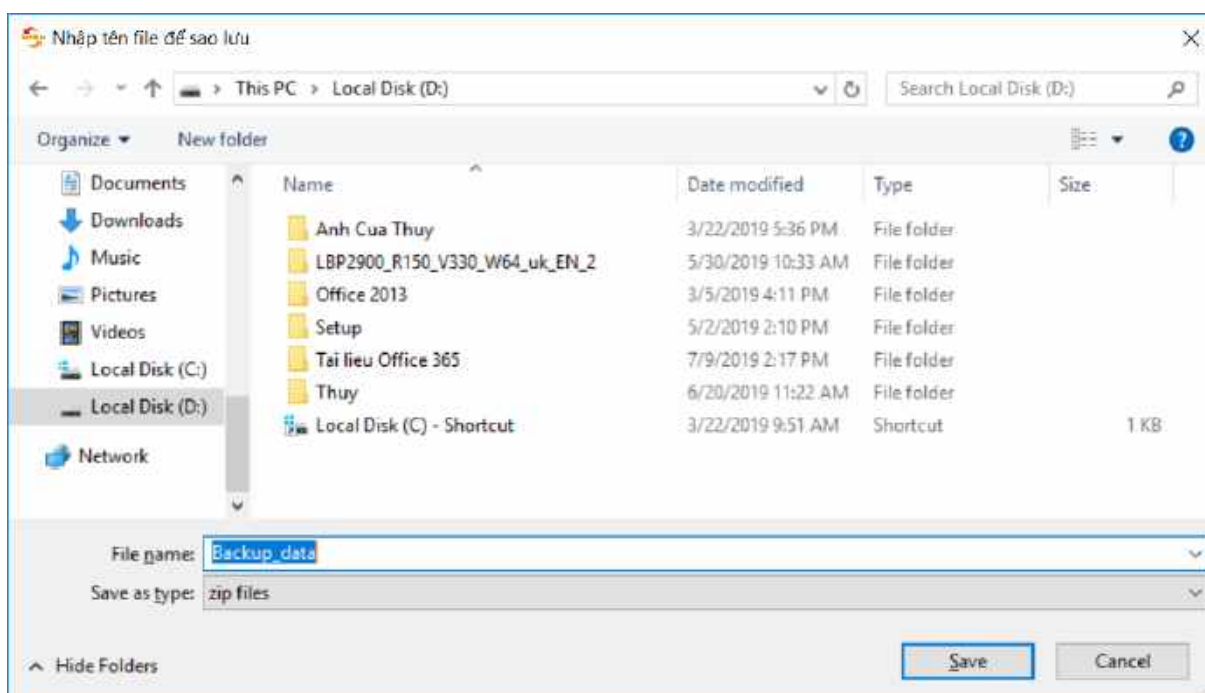 Nhập tên file để sao lưu
This PC > Local Disk (D:)
Search Local Disk (D:)
Organize
New folder
Documents
Downloads
Music
Pictures
Videos
Local Disk (C:)
Local Disk (D:)
Network
Name Date modified Type Size
Anh Cua Thuy 3/22/2019 5:36 PM File folder
LBP2900_R150_V330_W64_uk_EN_2 5/30/2019 10:33 AM File folder
Office 2013 3/5/2019 4:11 PM File folder
Setup 5/2/2019 2:10 PM File folder
Tai lieu Office 365 7/9/2019 2:17 PM File folder
Thuy 6/20/2019 11:22 AM File folder
Local Disk (C) - Shortcut 3/22/2019 9:51 AM Shortcut 1 KB
File name: Backup_data
Save as type: zip files
Hide Folders
Save
Cancel